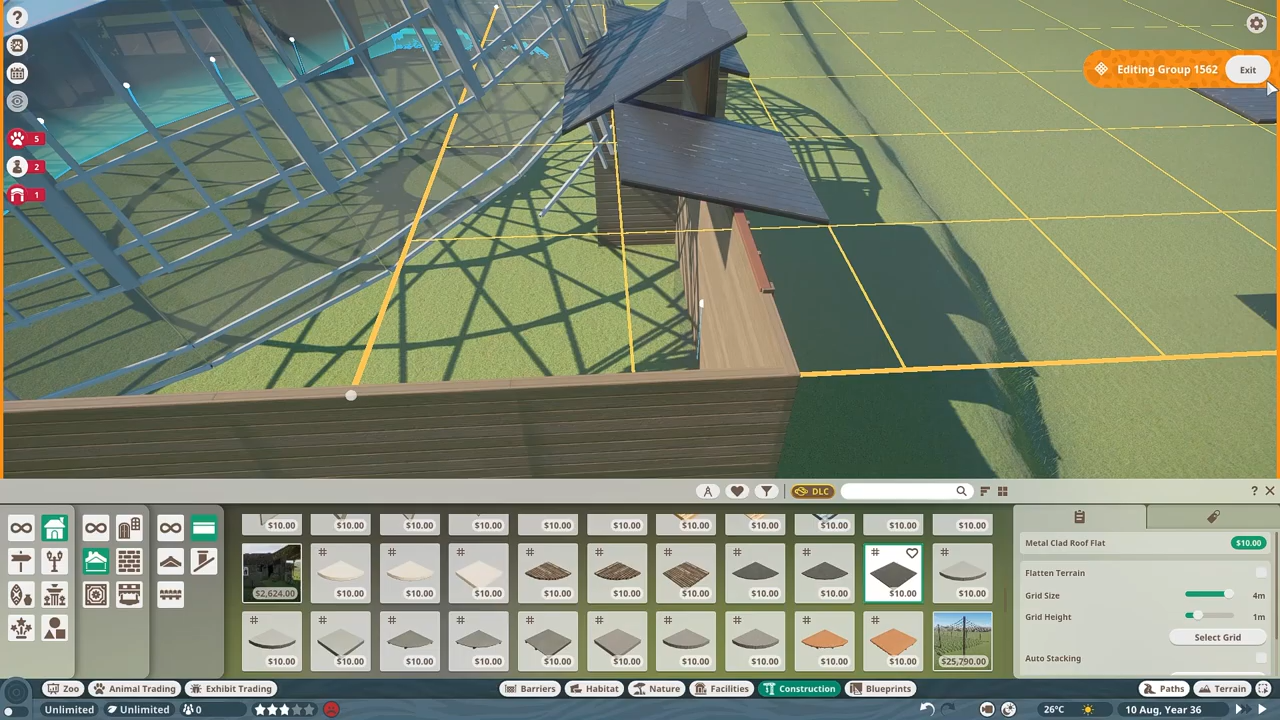 ?
Editing Group 1562
Exit
5
2
1
DLC
?
$10.00 $10.00 $10.00 $10.00 $10.00 $10.00 $10.00 $10.00 $10.00 $10.00 $10.00
Metal Clad Roof Flat
$10.00
$2,624.00 $10.00 $10.00 $10.00 $10.00 $10.00 $10.00 $10.00 $10.00 $10.00 $10.00
Flatten Terrain
Grid Size
4m
Grid Height
1m
Select Grid
$10.00 $10.00 $10.00 $10.00 $10.00 $10.00 $10.00 $10.00 $10.00 $10.00 $25,790.00
Auto Stacking
Zoo
Animal Trading
Exhibit Trading
Barriers
Habitat
Nature
Facilities
Construction
Blueprints
Paths
Terrain
Unlimited
Unlimited
0
26°C
10 Aug, Year 36